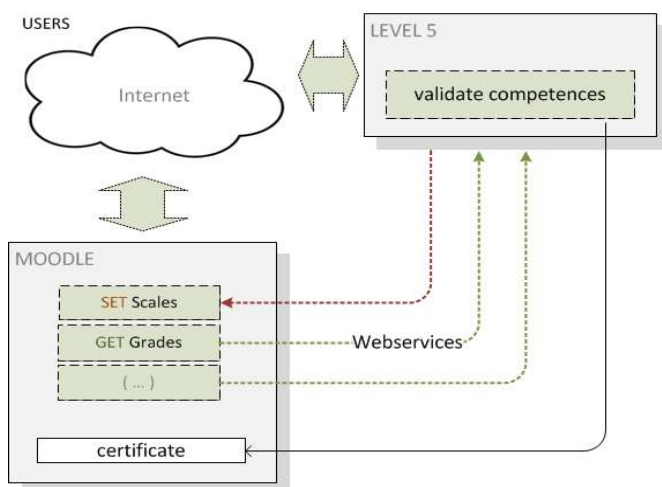 USERS
LEVEL 5
Internet
validate competences
MOODLE
SET Scales
GET Grades
Webservices
( ... )
certificate